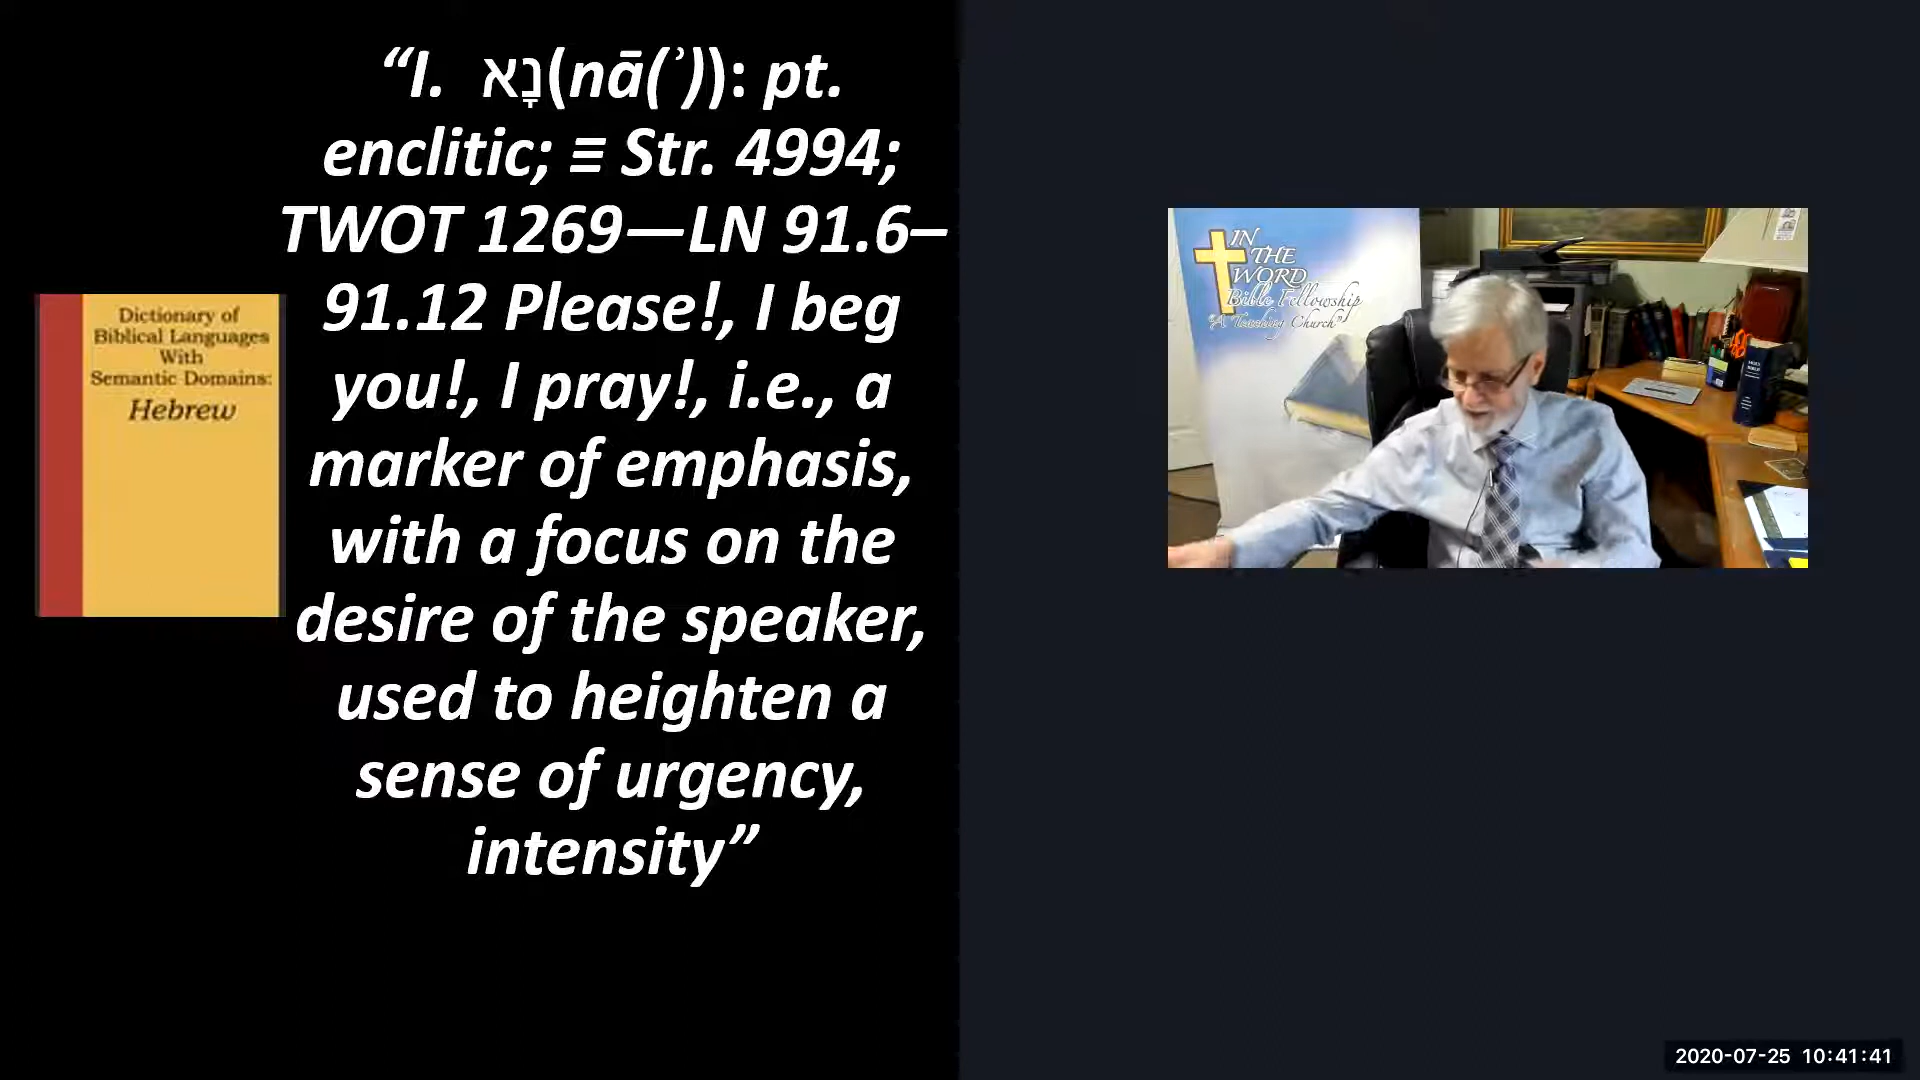 “I. נָא(nā(ʾ)): pt.
enclitic; ≡ Str. 4994;
TWOT 1269—LN 91.6–
91.12 Please!, I beg
you!, I pray!, i.e., a
marker of emphasis,
with a focus on the
desire of the speaker,
used to heighten a
sense of urgency,
intensity”
Dictionary of
Biblical Languages
With
Semantic Domains:
Hebrew
IN
THE
WORD
Bible Fellowship
"A Teaching Church"
HOLY
BIBLE
2020-07-25 10:41:41